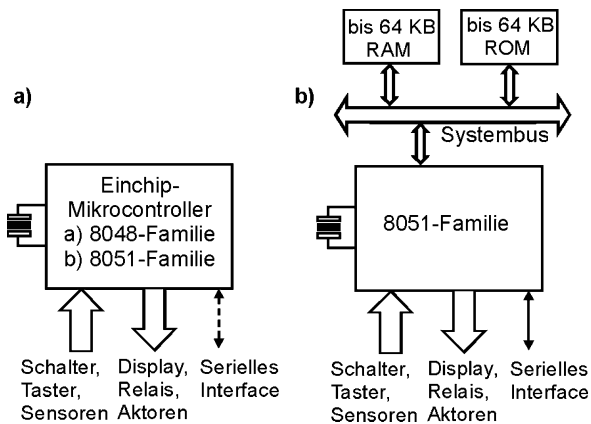 a)
Einchip-
Mikrocontroller
a) 8048-Familie
b) 8051-Familie
Schalter,
Taster,
Sensoren
Display,
Relais,
Aktoren
Serielles
Interface
b)
bis 64 KB
RAM
bis 64 KB
ROM
Systembus
8051-Familie
Schalter,
Taster,
Sensoren
Display,
Relais,
Aktoren
Serielles
Interface